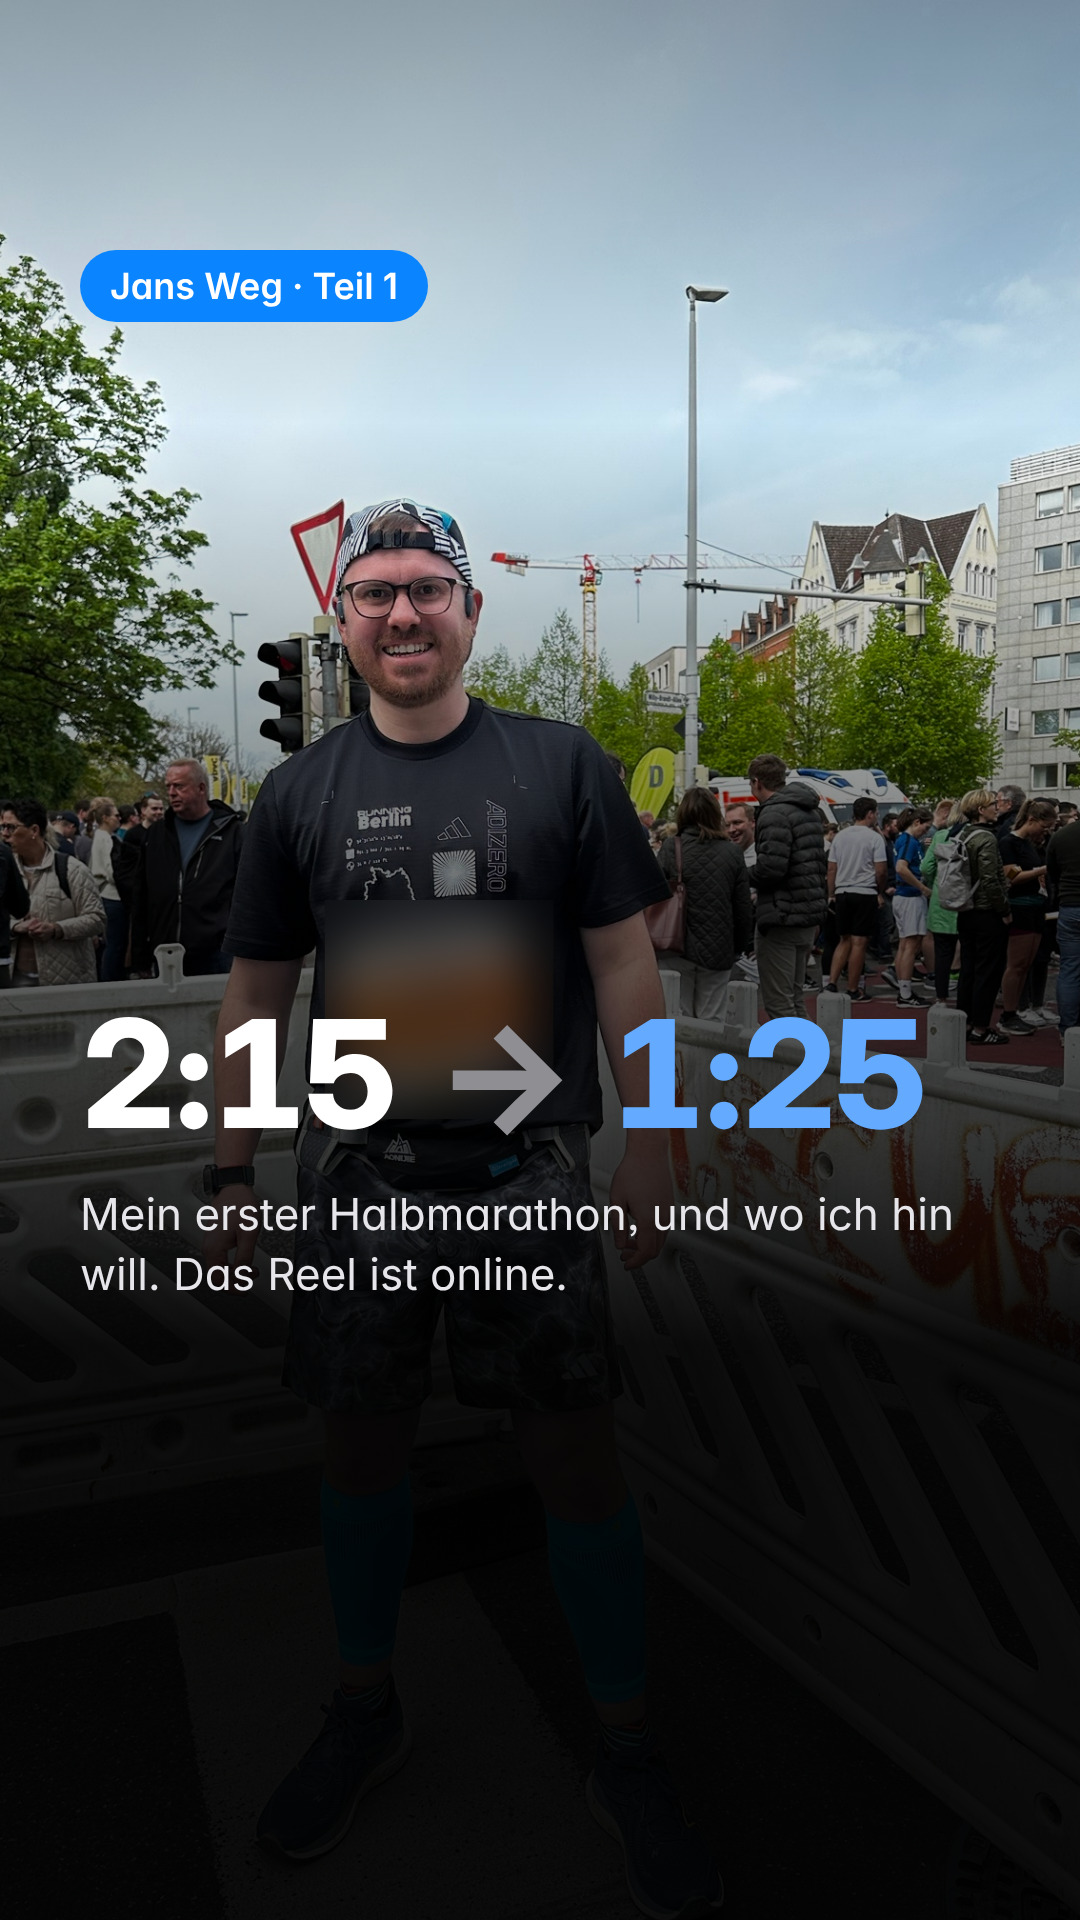 Jans Weg · Teil 1
D
RUNNING
Berlin
ADIZERO
2:15 → 1:25
AONIJIE
Mein erster Halbmarathon, und wo ich hin
will. Das Reel ist online.